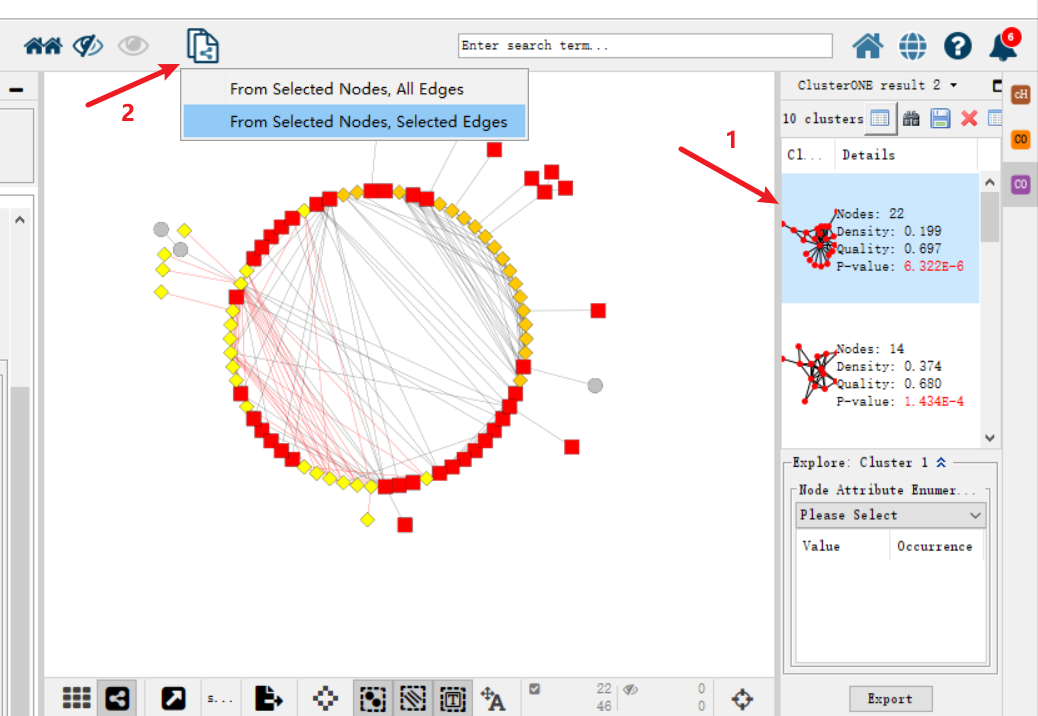 Enter search term...
6
2
From Selected Nodes, All Edges
From Selected Nodes, Selected Edges
1
ClusterONE result 2
10 clusters
Cl... Details
Nodes: 22
Density: 0.199
Quality: 0.697
P-value: 6.322E-6
Nodes: 14
Density: 0.374
Quality: 0.680
P-value: 1.434E-4
cH
CO
CO
Explore: Cluster 1
Node Attribute Enumer...
Please Select
Value Occurrence
Export
s...
T
A
22 0
46 0